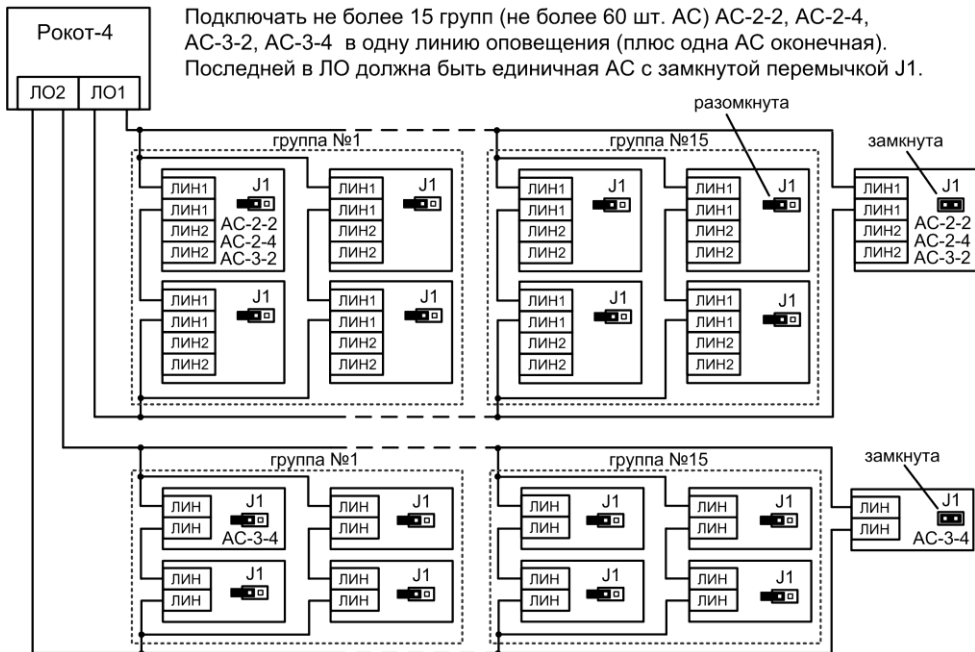 Рокот-4
ЛО2 ЛО1
Подключать не более 15 групп (не более 60 шт. АС) АС-2-2, АС-2-4,
АС-3-2, АС-3-4 в одну линию оповещения (плюс одна АС оконечная).
Последней в ЛО должна быть единичная АС с замкнутой перемычкой J1.
разомкнута
замкнута
группа №1
группа №15
ЛИН1 J1 ЛИН1 J1 ЛИН1 J1 ЛИН1 J1 ЛИН1 J1
ЛИН1 ЛИН1 ЛИН1 ЛИН1 ЛИН1
АС-2-2 АС-2-2
ЛИН2 АС-2-4 ЛИН2 ЛИН2 ЛИН2 ЛИН2 АС-2-4
ЛИН2 АС-3-2 ЛИН2 ЛИН2 ЛИН2 ЛИН2 АС-3-2
ЛИН1 J1 ЛИН1 J1 ЛИН1 J1 ЛИН1 J1
ЛИН1 ЛИН1 ЛИН1 ЛИН1
ЛИН2 ЛИН2 ЛИН2 ЛИН2
ЛИН2 ЛИН2 ЛИН2 ЛИН2
группа №1
группа №15
замкнута
ЛИН J1 ЛИН J1 ЛИН J1 ЛИН J1 ЛИН J1
ЛИН ЛИН ЛИН ЛИН ЛИН
АС-3-4 АС-3-4
ЛИН J1 ЛИН J1 ЛИН J1 ЛИН J1
ЛИН ЛИН ЛИН ЛИН